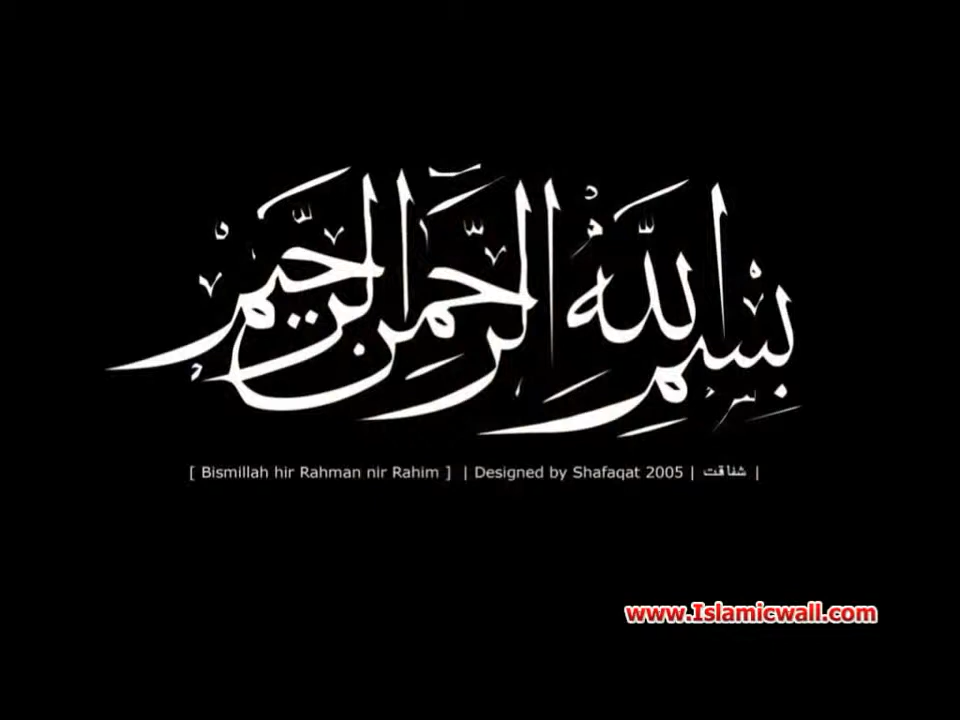 بسم الله الرحمن الرحيم
[ Bismillah hir Rahman nir Rahim ] | Designed by Shafaqat 2005 | شفاقت |
www.Islamicwall.com